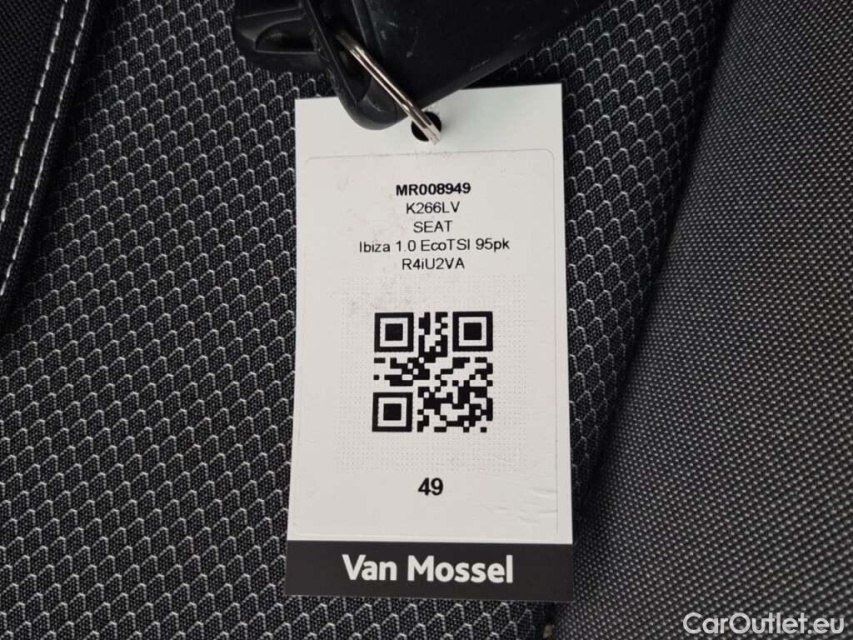 MR008949
K266LV
SEAT
Ibiza 1.0 EcoTSI 95pk
R4iU2VA
49
Van Mossel
CarOutlet.eu